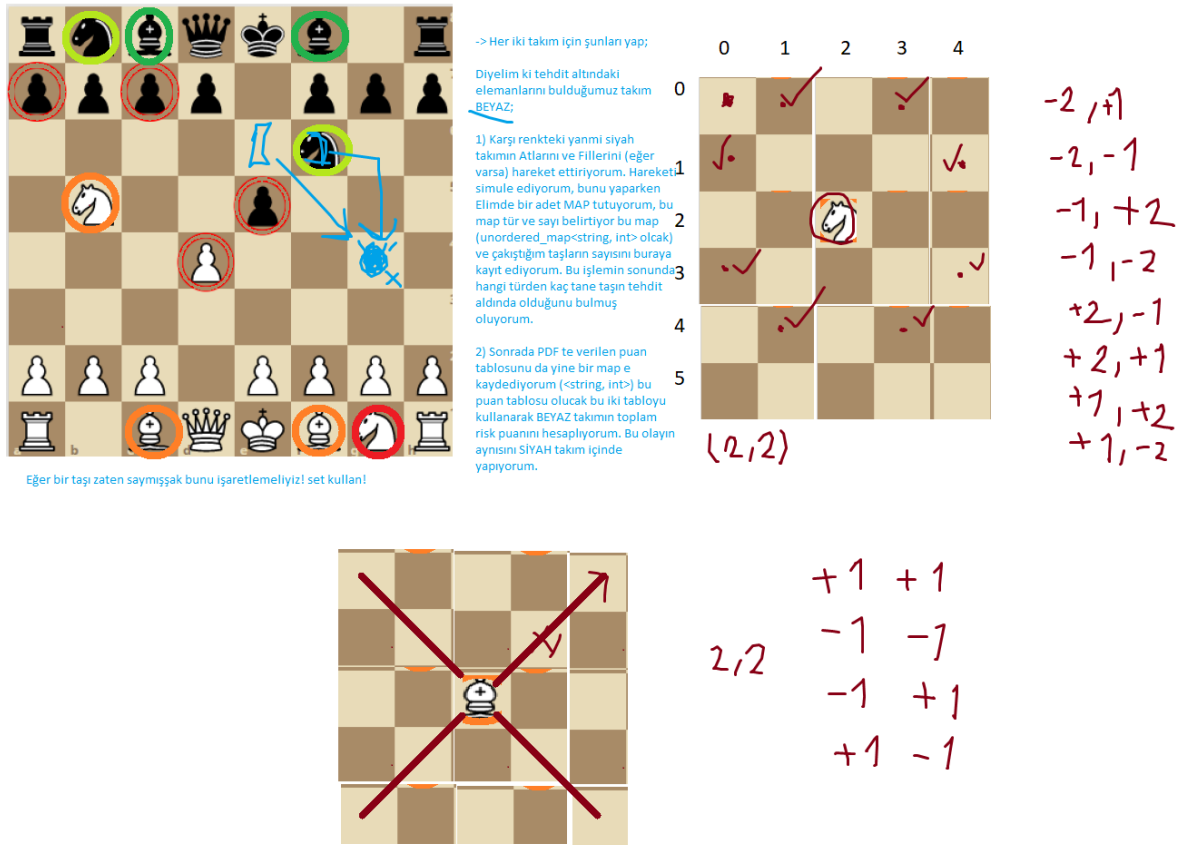 -> Her iki takım için şunları yap;
Diyelim ki tehdit altındaki
elemanlarını bulduğumuz takım
BEYAZ;
1) Karşı renkteki yanmi siyah
takımın Atlarını ve Fillerini (eğer
varsa) hareket ettiriyorum. Hareketi
simule ediyorum, bunu yaparken
Elimde bir adet MAP tutuyorum, bu
map tür ve sayı belirtiyor bu map
(unordered_map<string, int> olcak)
ve çakıştığım taşların sayısını buraya
kayıt ediyorum. Bu işlemin sonunda
hangi türden kaç tane taşın tehdit
aldında olduğunu bulmuş
oluyorum.
2) Sonrada PDF te verilen puan
tablosunu da yine bir map e
kaydediyorum (<string, int>) bu
puan tablosu olucak bu iki tabloyu
kullanarak BEYAZ takımın toplam
risk puanını hesaplıyorum. Bu olayın
aynısını SİYAH takım içinde
yapıyorum.
Eğer bir taşı zaten saymışsak bunu işaretlemeliyiz! set kullan!
0 1 2 3 4
0
1
2
3
4
5
(2,2)
-2,+1
-2,-1
-1,+2
-1,-2
+2,-1
+2,+1
+1,+2
+1,-2
b
d
e
g
h
7
5
2,2
+1 +1
-1 -1
-1 +1
+1 -1